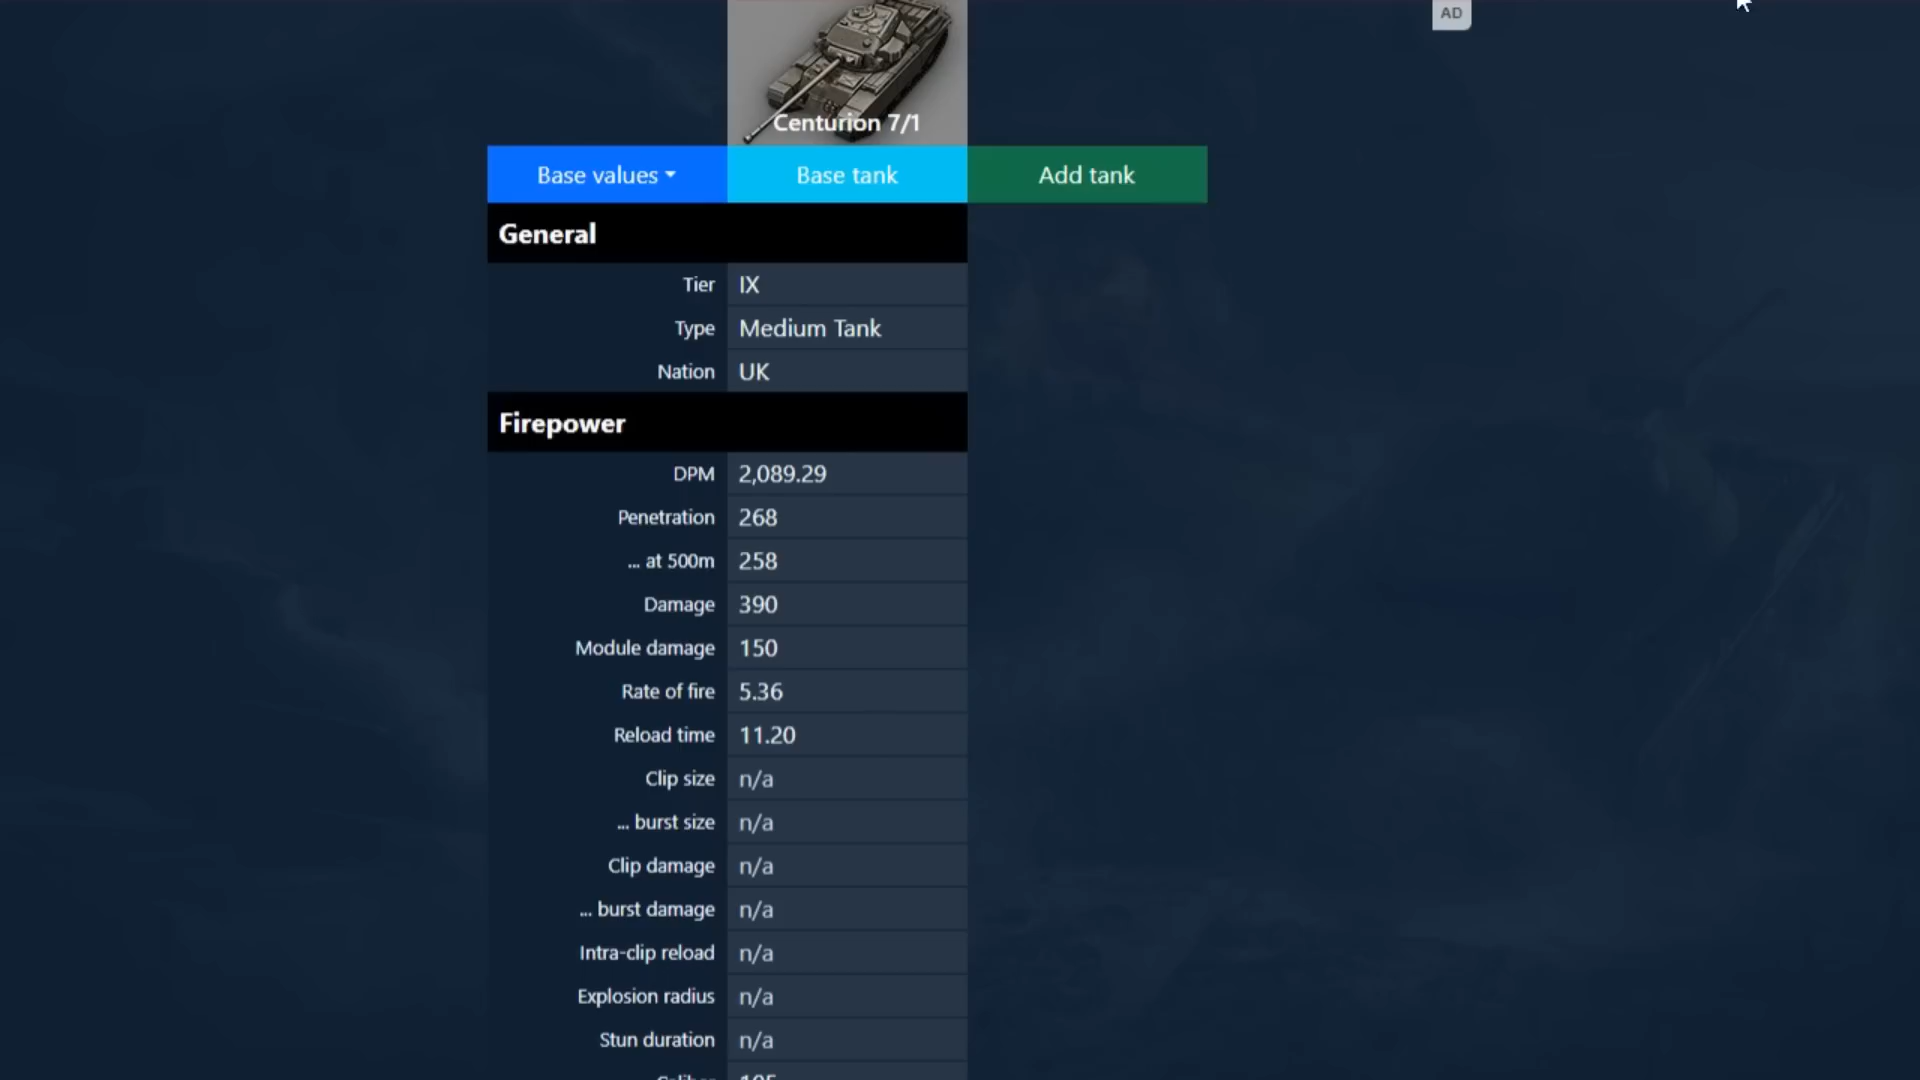 AD
Centurion 7/1
Base values Base tank Add tank
General
Tier IX
Type Medium Tank
Nation UK
Firepower
DPM 2,089.29
Penetration 268
... at 500m 258
Damage 390
Module damage 150
Rate of fire 5.36
Reload time 11.20
Clip size n/a
... burst size n/a
Clip damage n/a
... burst damage n/a
Intra-clip reload n/a
Explosion radius n/a
Stun duration n/a